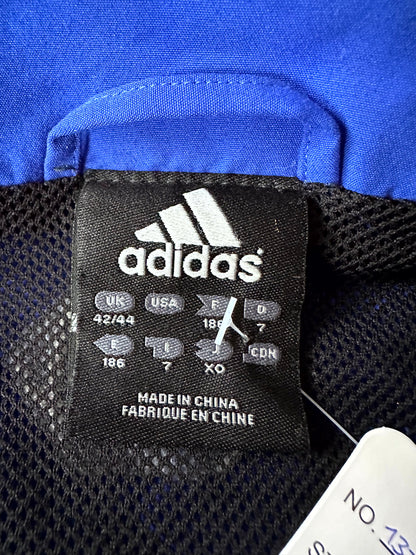 adidas
UK USA F D
42/44 186 7
E I J CDN
186 7 XO
MADE IN CHINA
FABRIQUE EN CHINE
NO.